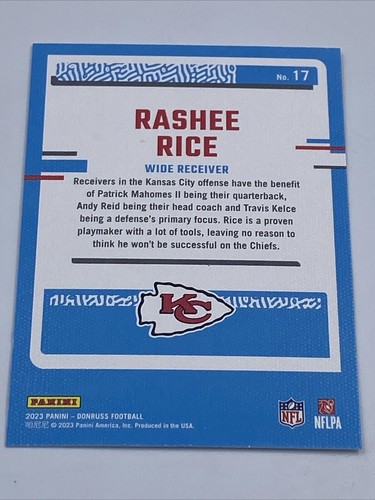 No. 17
RASHEE
RICE
WIDE RECEIVER
Receivers in the Kansas City offense have the benefit
of Patrick Mahomes II being their quarterback,
Andy Reid being their head coach and Travis Kelce
being a defense's primary focus. Rice is a proven
playmaker with a lot of tools, leaving no reason to
think he won't be successful on the Chiefs.
KC
PANINI
2023 PANINI – DONRUSS FOOTBALL
© 2023 Panini America, Inc. Produced in the USA.
NFL
NFLPA